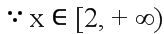 ∵ x ∈ [2, + ∞)